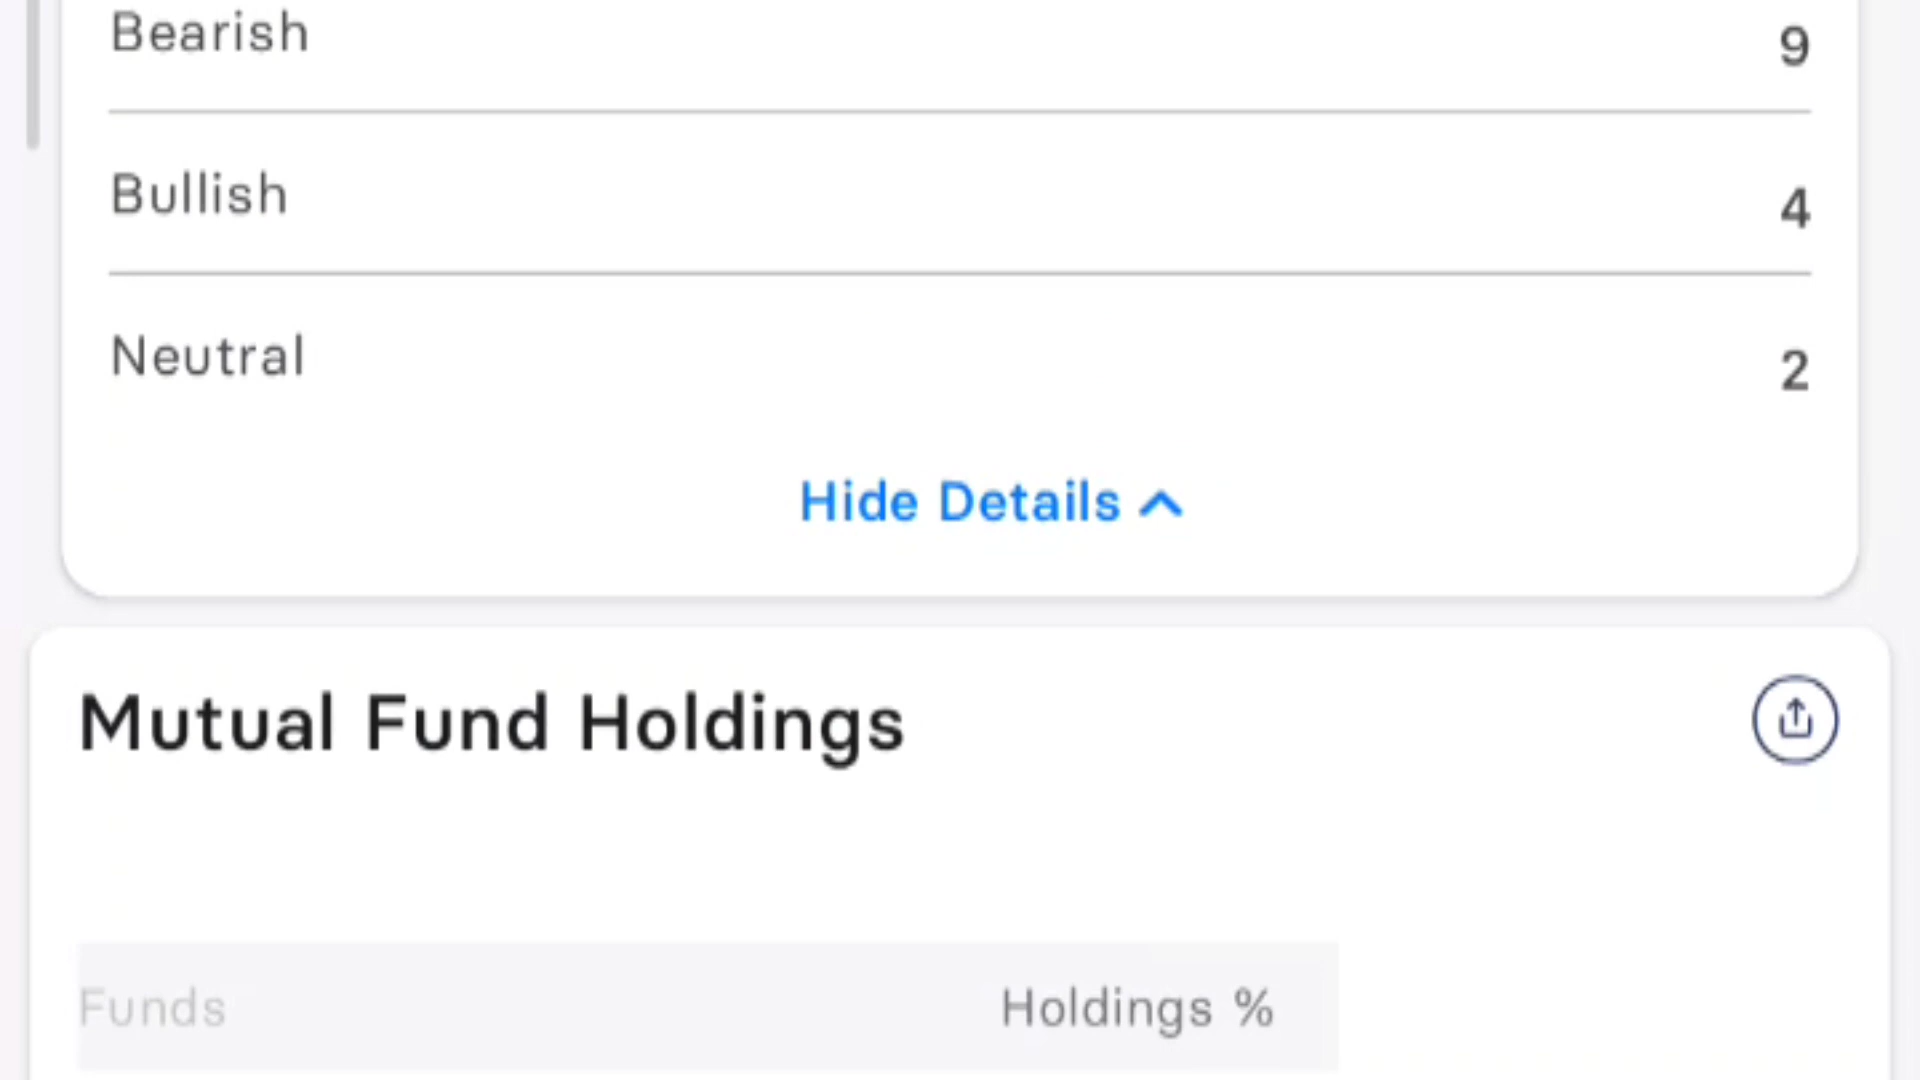 Bearish 9
Bullish 4
Neutral 2
Hide Details
Mutual Fund Holdings
Funds Holdings %